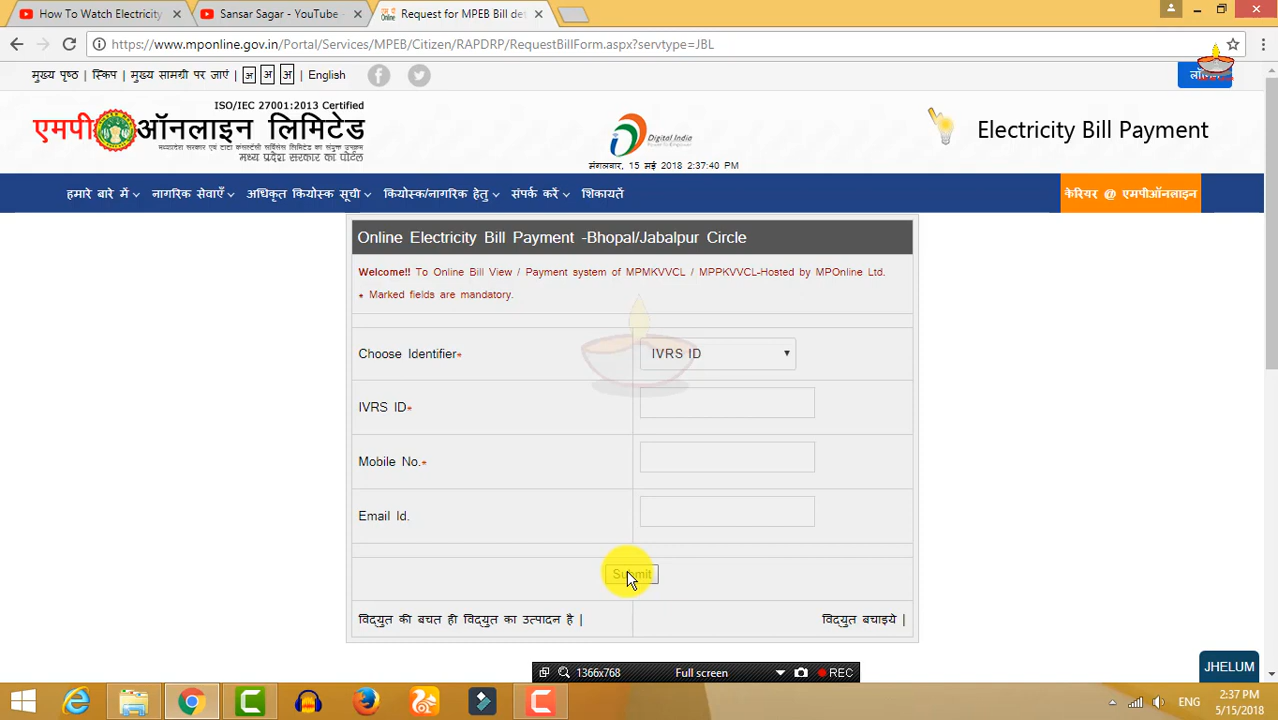 How To Watch Electricity
Sansar Sagar - YouTube
Request for MPEB Bill det
https://www.mponline.gov.in/Portal/Services/MPEB/Citizen/RAPDRP/RequestBillForm.aspx?servtype=JBL
मुख्य पृष्ठ | स्किप | मुख्य सामग्री पर जाएं | अ अ अ English
ISO/IEC 27001:2013 Certified
एमपी ऑनलाइन लिमिटेड
मध्य प्रदेश सरकार का पोर्टल
Digital India
मंगलवार, 15 मई 2018 2:37:40 PM
Electricity Bill Payment
हमारे बारे में नागरिक सेवाएँ अधिकृत कियोस्क सूची कियोस्क/नागरिक हेतु संपर्क करें शिकायतें केरियर @ एमपीऑनलाइन
Online Electricity Bill Payment -Bhopal/Jabalpur Circle
Welcome!! To Online Bill View / Payment system of MPMKVVCL / MPPKVVCL-Hosted by MPOnline Ltd.
* Marked fields are mandatory.
Choose Identifier* IVRS ID
IVRS ID*
Mobile No.*
Email Id.
Submit
विद्युत की बचत ही विद्युत का उत्पादन है | विद्युत बचाइये |
JHELUM
1366x768 Full screen REC
ENG
2:37 PM
5/15/2018